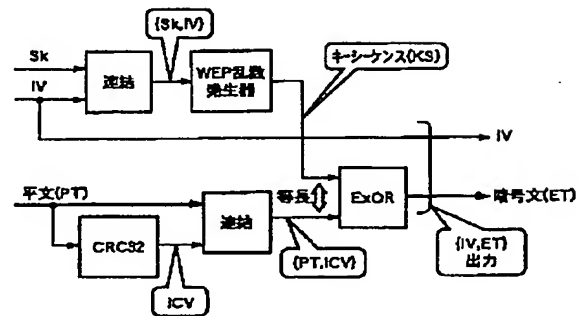 {Sk,IV}
Sk
IV
連結
WEP乱数
発生器
キーシーケンス(KS)
IV
平文(PT)
連結
等長
ExOR
暗号文(ET)
CRC32
ICV
{PT,ICV}
{IV,ET}
出力